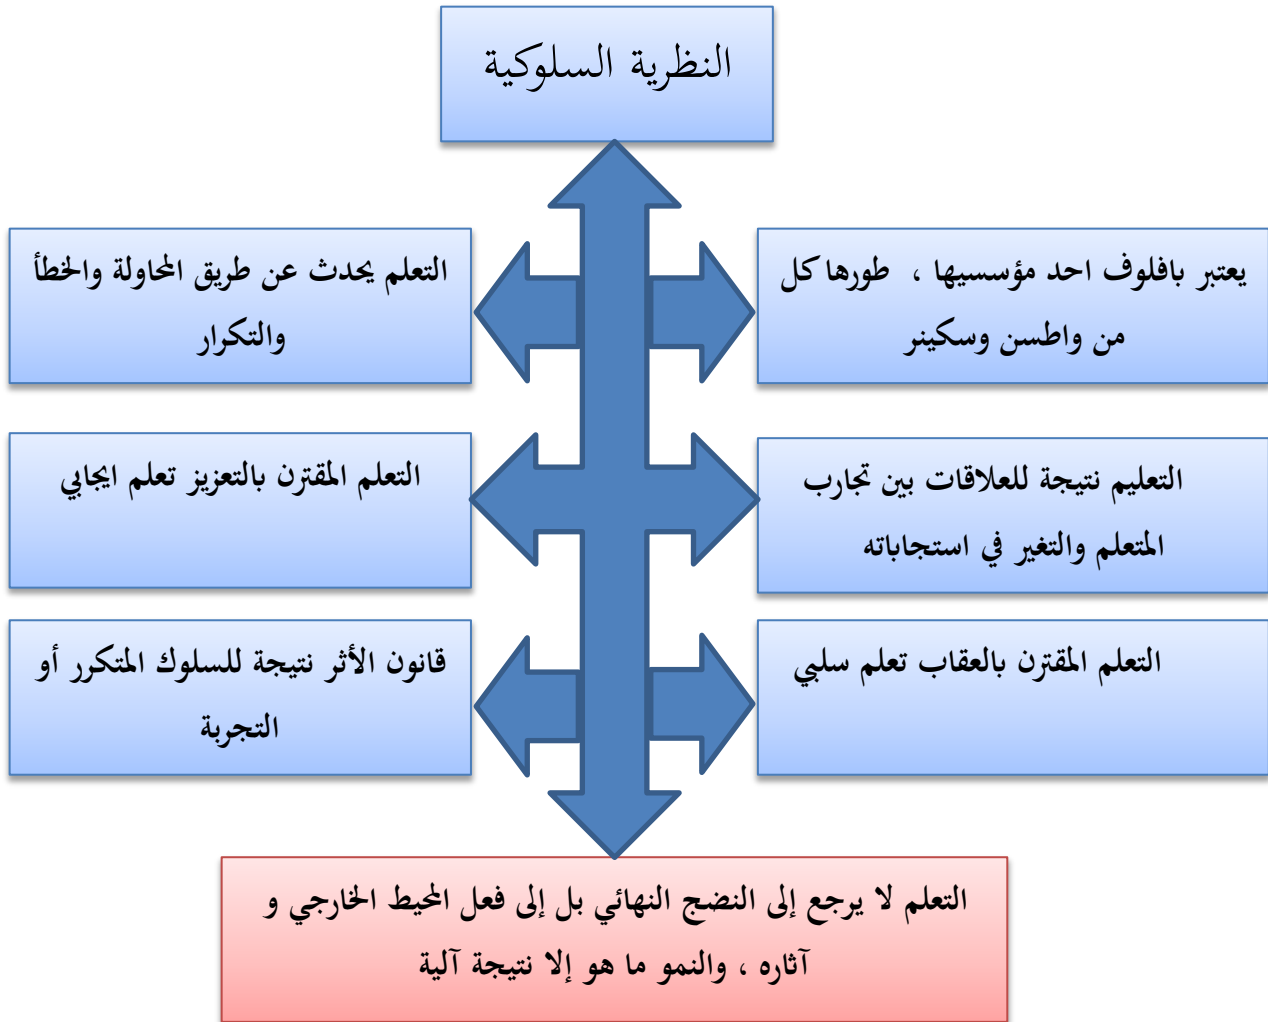 النظرية السلوكية
يعتبر بافلوف احد مؤسسيها ، طورها كل
من واطسن وسكينر
التعلم يحدث عن طريق المحاولة والخطأ
والتكرار
التعليم نتيجة للعلاقات بين تجارب
المتعلم والتغير في استجاباته
التعلم المقترن بالتعزيز تعلم ايجابي
التعلم المقترن بالعقاب تعلم سلبي
قانون الأثر نتيجة للسلوك المتكرر أو
التجربة
التعلم لا يرجع إلى النضج النهائي بل إلى فعل المحيط الخارجي و
آثاره ، والنمو ما هو إلا نتيجة آلية